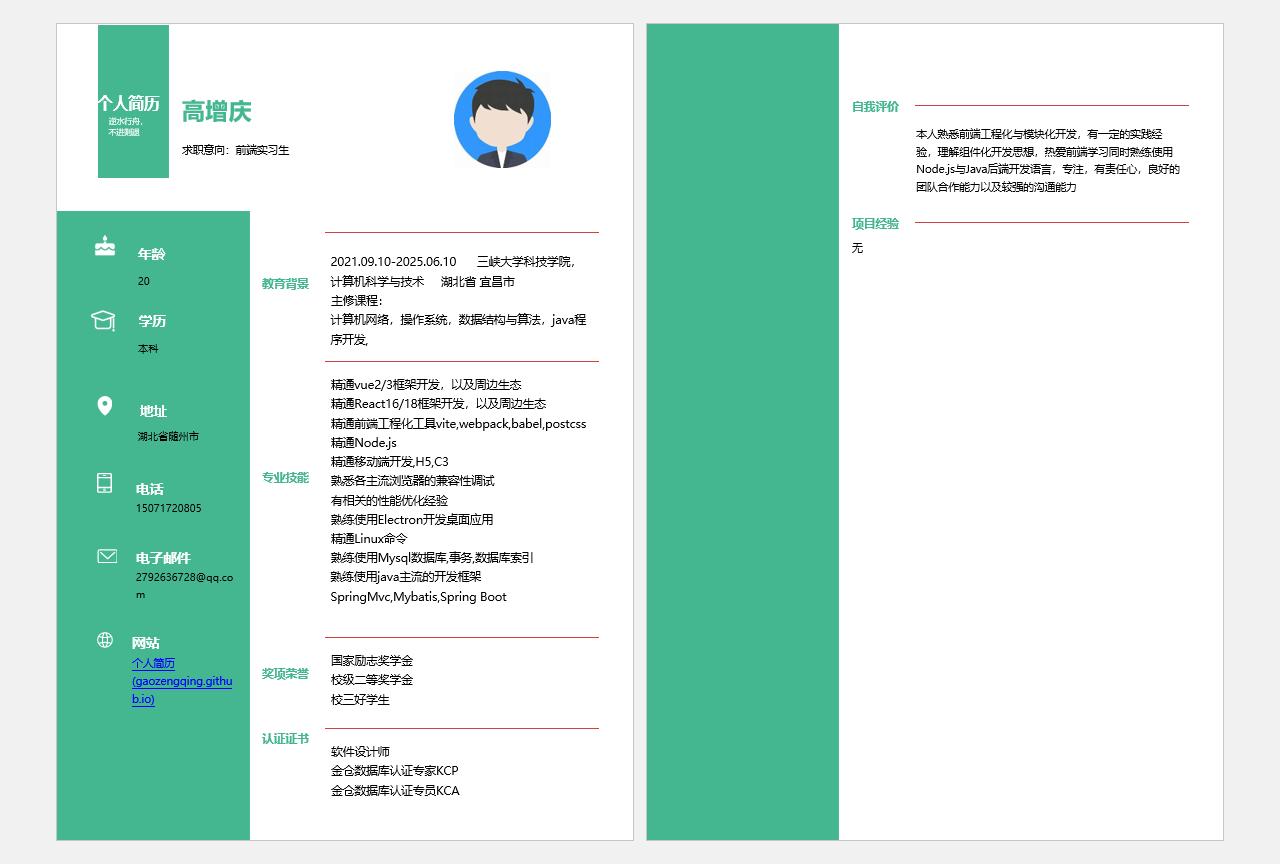 个人简历
逆水行舟，
不进则退
高增庆
求职意向：前端实习生
年龄
20
学历
本科
地址
湖北省随州市
电话
15071720805
电子邮件
2792636728@qq.co
m
网站
个人简历
(gaozengqing.githu
b.io)
教育背景
2021.09.10-2025.06.10 三峡大学科技学院，
计算机科学与技术 湖北省 宜昌市
主修课程：
计算机网络，操作系统，数据结构与算法，java程
序开发,
专业技能
精通vue2/3框架开发，以及周边生态
精通React16/18框架开发，以及周边生态
精通前端工程化工具vite,webpack,babel,postcss
精通Node.js
精通移动端开发,H5,C3
熟悉各主流浏览器的兼容性调试
有相关的性能优化经验
熟练使用Electron开发桌面应用
精通Linux命令
熟练使用Mysql数据库,事务,数据库索引
熟练使用java主流的开发框架
SpringMvc,Mybatis,Spring Boot
奖项荣誉
国家励志奖学金
校级二等奖学金
校三好学生
认证证书
软件设计师
金仓数据库认证专家KCP
金仓数据库认证专员KCA
自我评价
本人熟悉前端工程化与模块化开发，有一定的实践经
验，理解组件化开发思想，热爱前端学习同时熟练使用
Node.js与Java后端开发语言，专注，有责任心，良好的
团队合作能力以及较强的沟通能力
项目经验
无